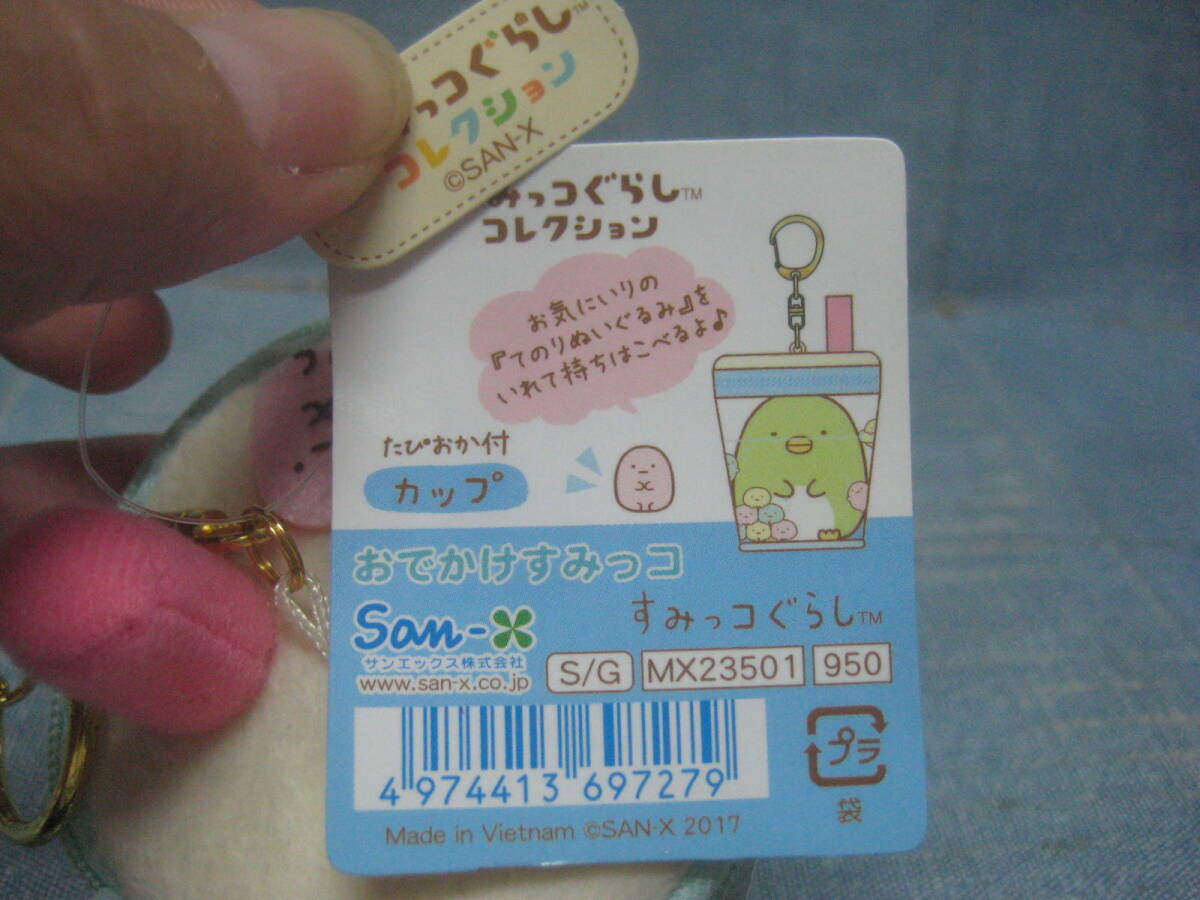 っコぐらし™
コレクション
©SAN-X
みっコぐらし™
コレクション
お気にいりの
『てのりぬいぐるみ』を
いれて持ちはこべるよ♪
たぴおか付
カップ
おでかけすみっコ
San-X
すみっコぐらし™
サンエックス株式会社
www.san-x.co.jp
S/G
MX23501
950
4 974413 697279
プラ
袋
Made in Vietnam ©SAN-X 2017